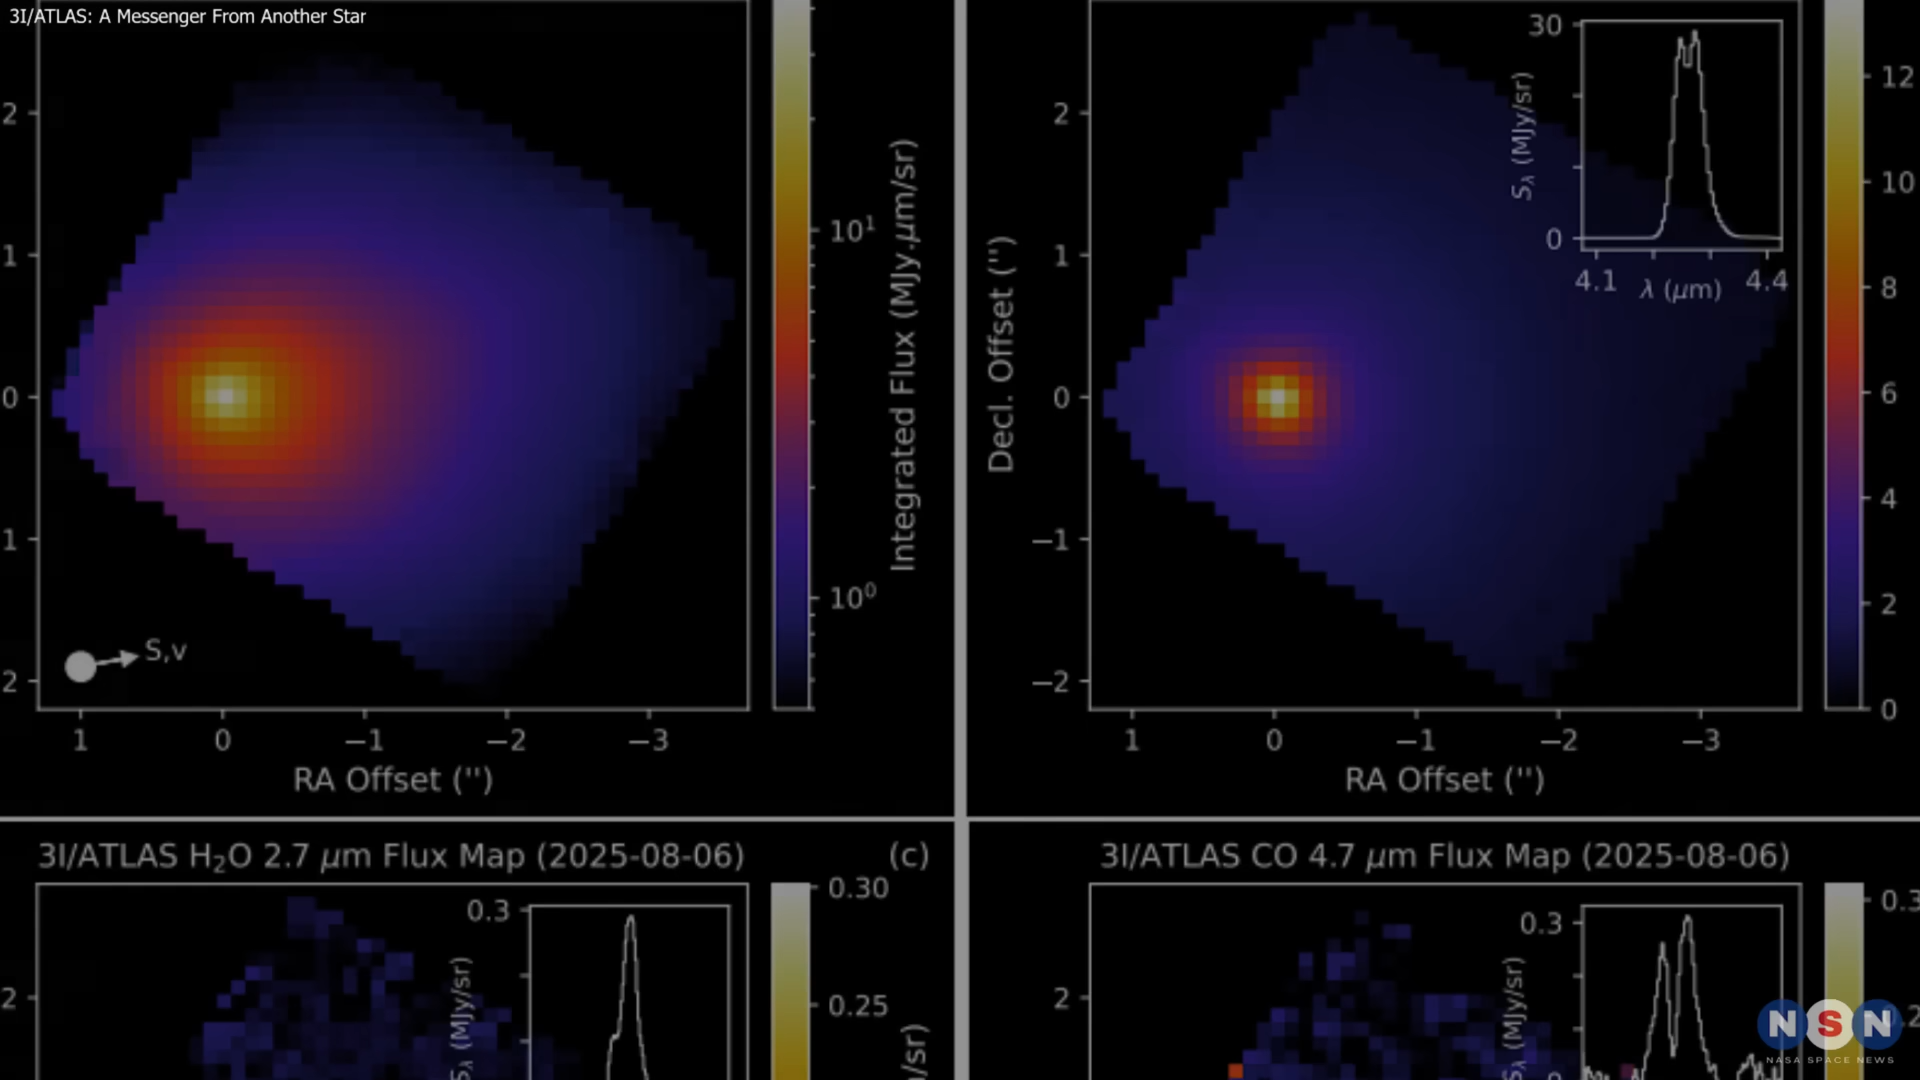 3I/ATLAS: A Messenger From Another Star
2
1
0
1
2
1
0
−1
−2
−3
RA Offset ('')
S,v
10¹
10⁰
Integrated Flux (MJy.μm/sr)
Decl. Offset ('')
2
1
0
−1
−2
1
0
−1
−2
−3
RA Offset ('')
30
0
Sλ (MJy/sr)
4.1
4.4
λ (μm)
12
10
8
6
4
2
0
3I/ATLAS H₂O 2.7 μm Flux Map (2025-08-06)
(c)
2
0.3
Sλ (MJy/sr)
0.30
0.25
/sr)
3I/ATLAS CO 4.7 μm Flux Map (2025-08-06)
2
0.3
Sλ (MJy/sr)
0.3
NSN
NASA SPACE NEWS